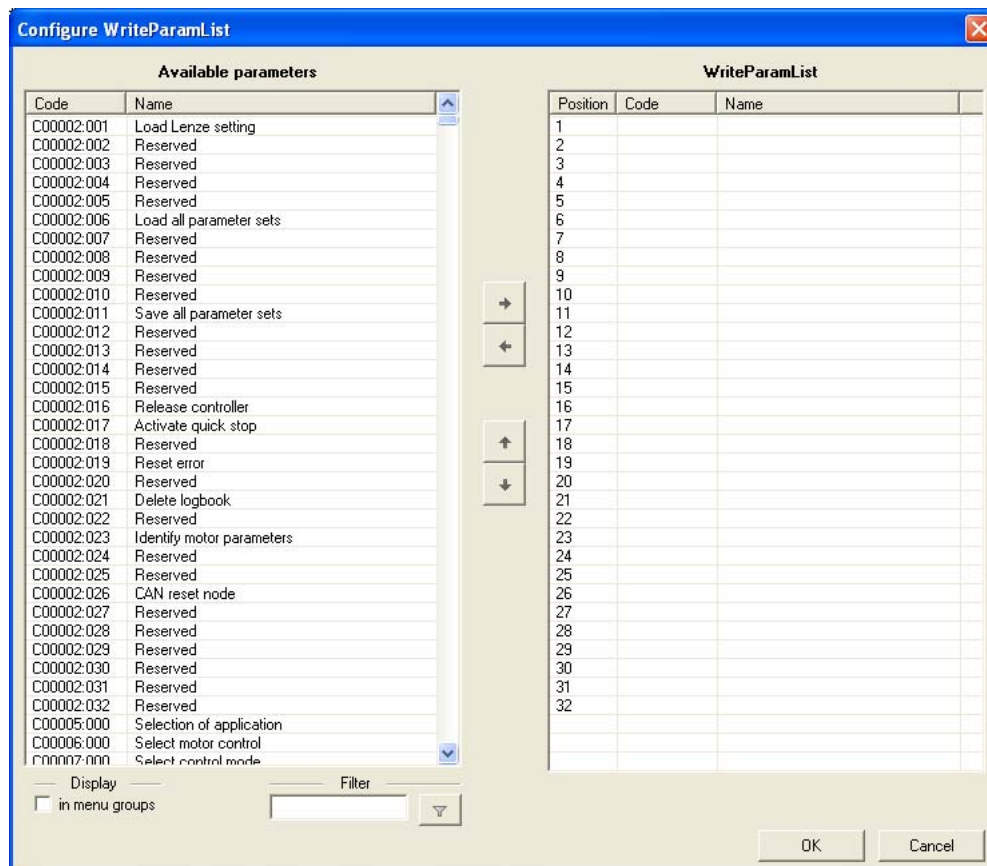 Configure WriteParamList
Available parameters
Code Name
C00002:001 Load Lenze setting
C00002:002 Reserved
C00002:003 Reserved
C00002:004 Reserved
C00002:005 Reserved
C00002:006 Load all parameter sets
C00002:007 Reserved
C00002:008 Reserved
C00002:009 Reserved
C00002:010 Reserved
C00002:011 Save all parameter sets
C00002:012 Reserved
C00002:013 Reserved
C00002:014 Reserved
C00002:015 Reserved
C00002:016 Release controller
C00002:017 Activate quick stop
C00002:018 Reserved
C00002:019 Reset error
C00002:020 Reserved
C00002:021 Delete logbook
C00002:022 Reserved
C00002:023 Identify motor parameters
C00002:024 Reserved
C00002:025 Reserved
C00002:026 CAN reset node
C00002:027 Reserved
C00002:028 Reserved
C00002:029 Reserved
C00002:030 Reserved
C00002:031 Reserved
C00002:032 Reserved
C00005:000 Selection of application
C00006:000 Select motor control
C00007:000 Select control mode
Display
in menu groups
Filter
WriteParamList
Position Code Name
1
2
3
4
5
6
7
8
9
10
11
12
13
14
15
16
17
18
19
20
21
22
23
24
25
26
27
28
29
30
31
32
OK Cancel